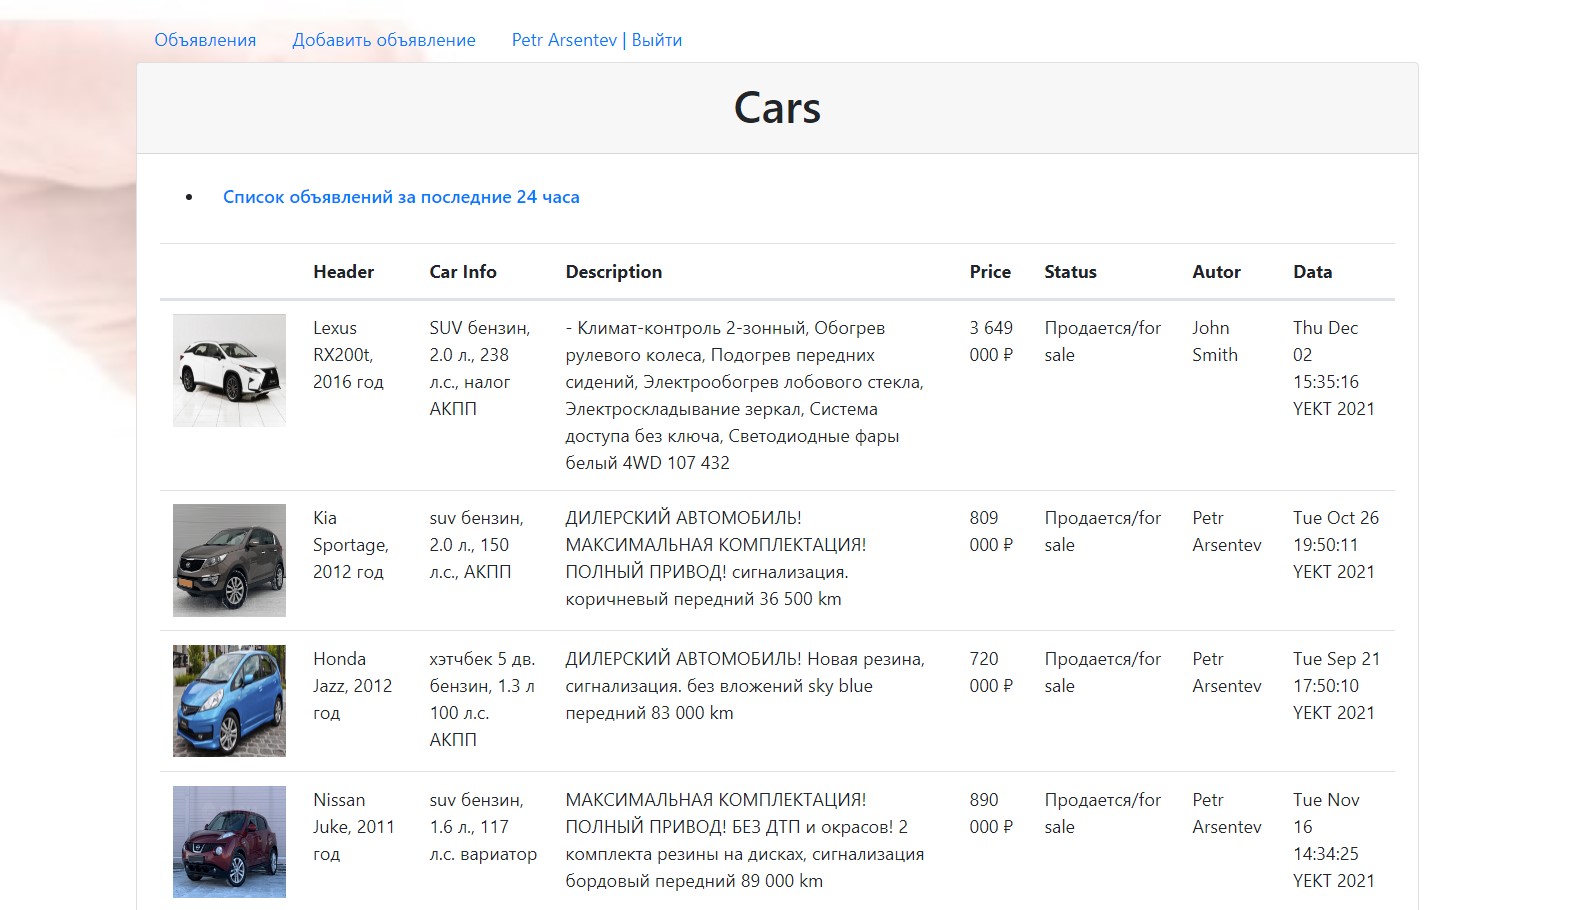 Объявления Добавить объявление Petr Arsentev | Выйти
Cars
Список объявлений за последние 24 часа
Header Car Info Description Price Status Autor Data
Lexus
RX200t,
2016 год
SUV бензин,
2.0 л., 238
л.с., налог
АКПП
- Климат-контроль 2-зонный, Обогрев
рулевого колеса, Подогрев передних
сидений, Электрообогрев лобового стекла,
Электроскладывание зеркал, Система
доступа без ключа, Светодиодные фары
белый 4WD 107 432
3 649
000 ₽
Продается/for
sale
John
Smith
Thu Dec
02
15:35:16
YEKT 2021
Kia
Sportage,
2012 год
suv бензин,
2.0 л., 150
л.с., АКПП
ДИЛЕРСКИЙ АВТОМОБИЛЬ!
МАКСИМАЛЬНАЯ КОМПЛЕКТАЦИЯ!
ПОЛНЫЙ ПРИВОД! сигнализация.
коричневый передний 36 500 km
809
000 ₽
Продается/for
sale
Petr
Arsentev
Tue Oct 26
19:50:11
YEKT 2021
Honda
Jazz, 2012
год
хэтчбек 5 дв.
бензин, 1.3 л
100 л.с.
АКПП
ДИЛЕРСКИЙ АВТОМОБИЛЬ! Новая резина,
сигнализация. без вложений sky blue
передний 83 000 km
720
000 ₽
Продается/for
sale
Petr
Arsentev
Tue Sep 21
17:50:10
YEKT 2021
Nissan
Juke, 2011
год
suv бензин,
1.6 л., 117
л.с. вариатор
МАКСИМАЛЬНАЯ КОМПЛЕКТАЦИЯ!
ПОЛНЫЙ ПРИВОД! БЕЗ ДТП и окрасов! 2
комплекта резины на дисках, сигнализация
бордовый передний 89 000 km
890
000 ₽
Продается/for
sale
Petr
Arsentev
Tue Nov
16
14:34:25
YEKT 2021